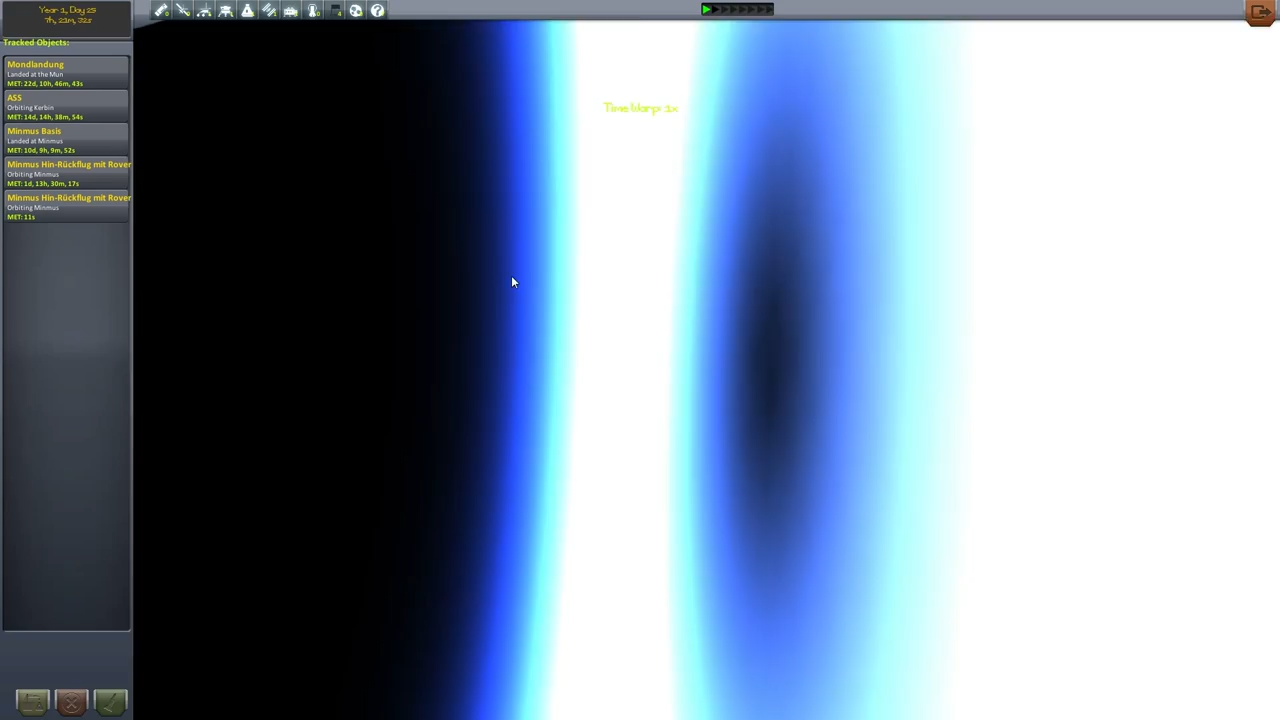 Year 1, Day 29
7h, 21m, 32s
Tracked Objects:
Mondlandung
Landed at the Mun
MET: 22d, 10h, 46m, 43s
ASS
Orbiting Kerbin
MET: 14d, 14h, 38m, 54s
Minmus Basis
Landed at Minmus
MET: 10d, 9h, 9m, 52s
Minmus Hin-Rückflug mit Rover
Orbiting Minmus
MET: 1d, 13h, 30m, 17s
Minmus Hin-Rückflug mit Rover
Orbiting Minmus
MET: 11s
Time Warp: 1x